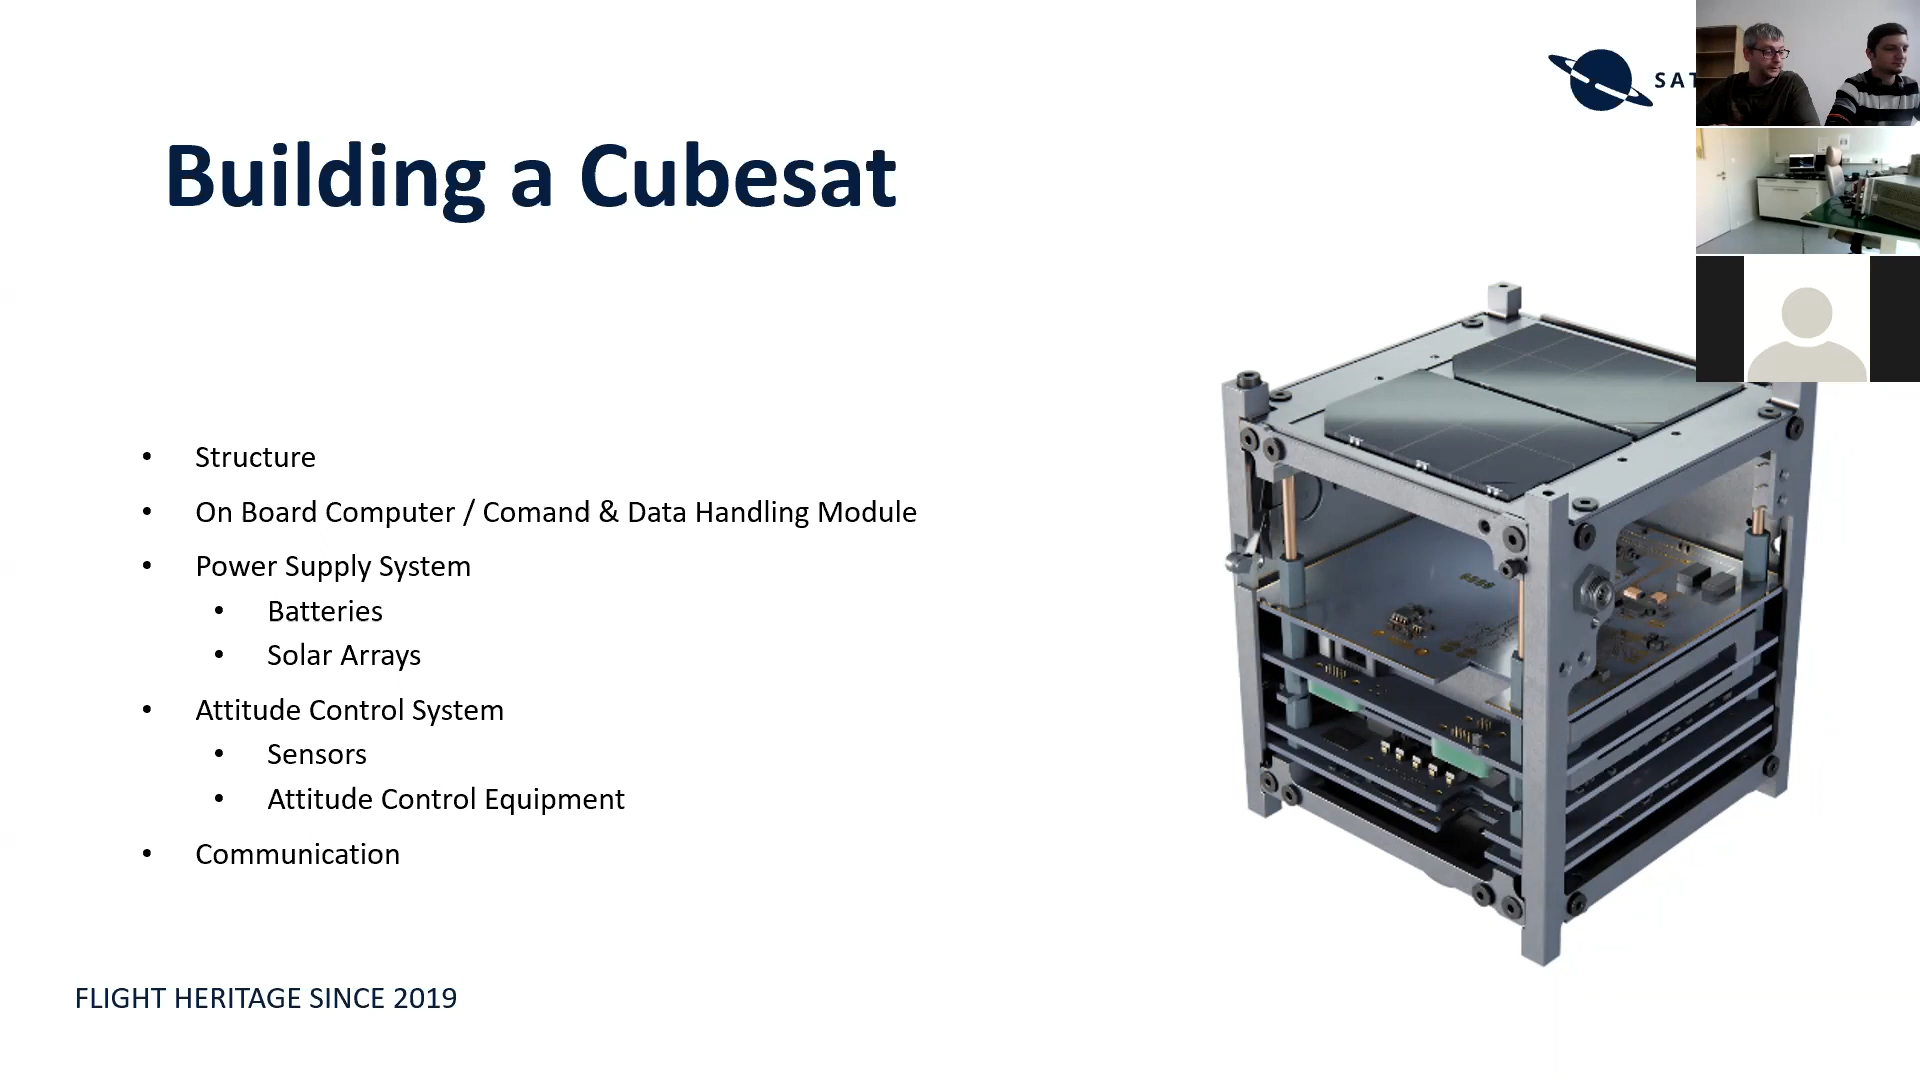 SAT
Building a Cubesat
• Structure
• On Board Computer / Comand & Data Handling Module
• Power Supply System
• Batteries
• Solar Arrays
• Attitude Control System
• Sensors
• Attitude Control Equipment
• Communication
FLIGHT HERITAGE SINCE 2019